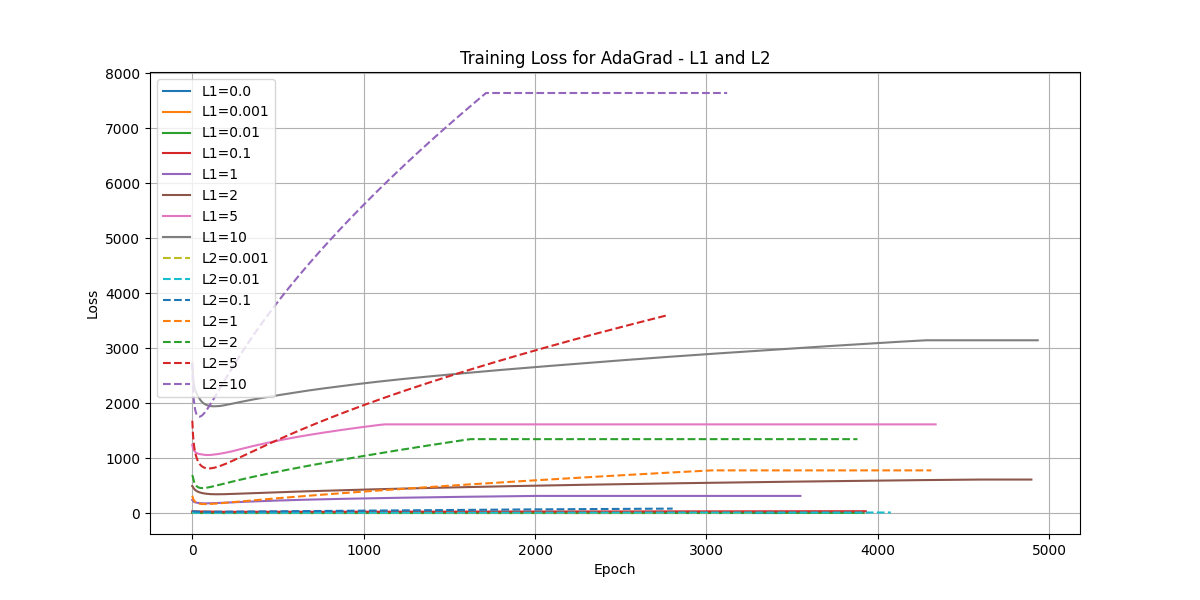 Training Loss for AdaGrad - L1 and L2
8000
7000
6000
5000
4000
3000
2000
1000
0
Loss
L1=0.0
L1=0.001
L1=0.01
L1=0.1
L1=1
L1=2
L1=5
L1=10
L2=0.001
L2=0.01
L2=0.1
L2=1
L2=2
L2=5
L2=10
0 1000 2000 3000 4000 5000
Epoch